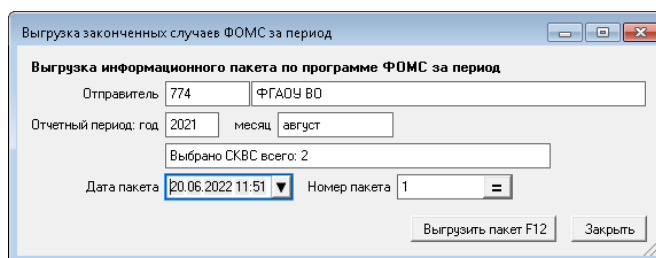 Выгрузка законченных случаев ФОМС за период
Выгрузка информационного пакета по программе ФОМС за период
Отправитель 774 ФГАОУ ВО
Отчетный период: год 2021 месяц август
Выбрано СКВС всего: 2
Дата пакета 20.06.2022 11:51 Номер пакета 1 =
Выгрузить пакет F12 Закрыть